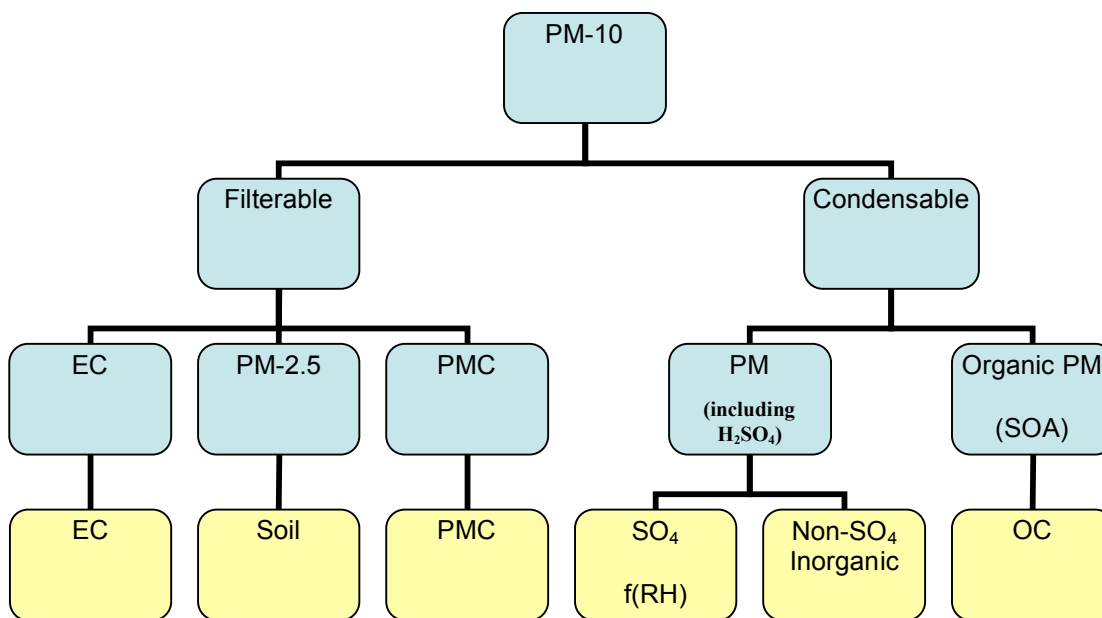 PM-10
Filterable
Condensable
EC
PM-2.5
PMC
PM
(including
H₂SO₄)
Organic PM
(SOA)
EC
Soil
PMC
SO₄
f(RH)
Non-SO₄
Inorganic
OC